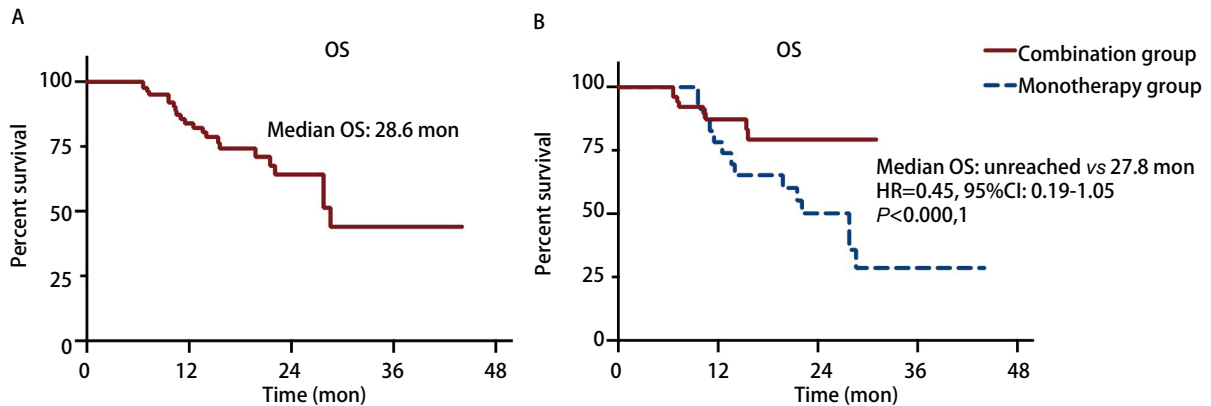 A
OS
Percent survival
100
75
50
25
0
Median OS: 28.6 mon
0 12 24 36 48
Time (mon)
B
OS
Combination group
Monotherapy group
Percent survival
100
75
50
25
0
Median OS: unreached vs 27.8 mon
HR=0.45, 95%CI: 0.19-1.05
P<0.000,1
0 12 24 36 48
Time (mon)